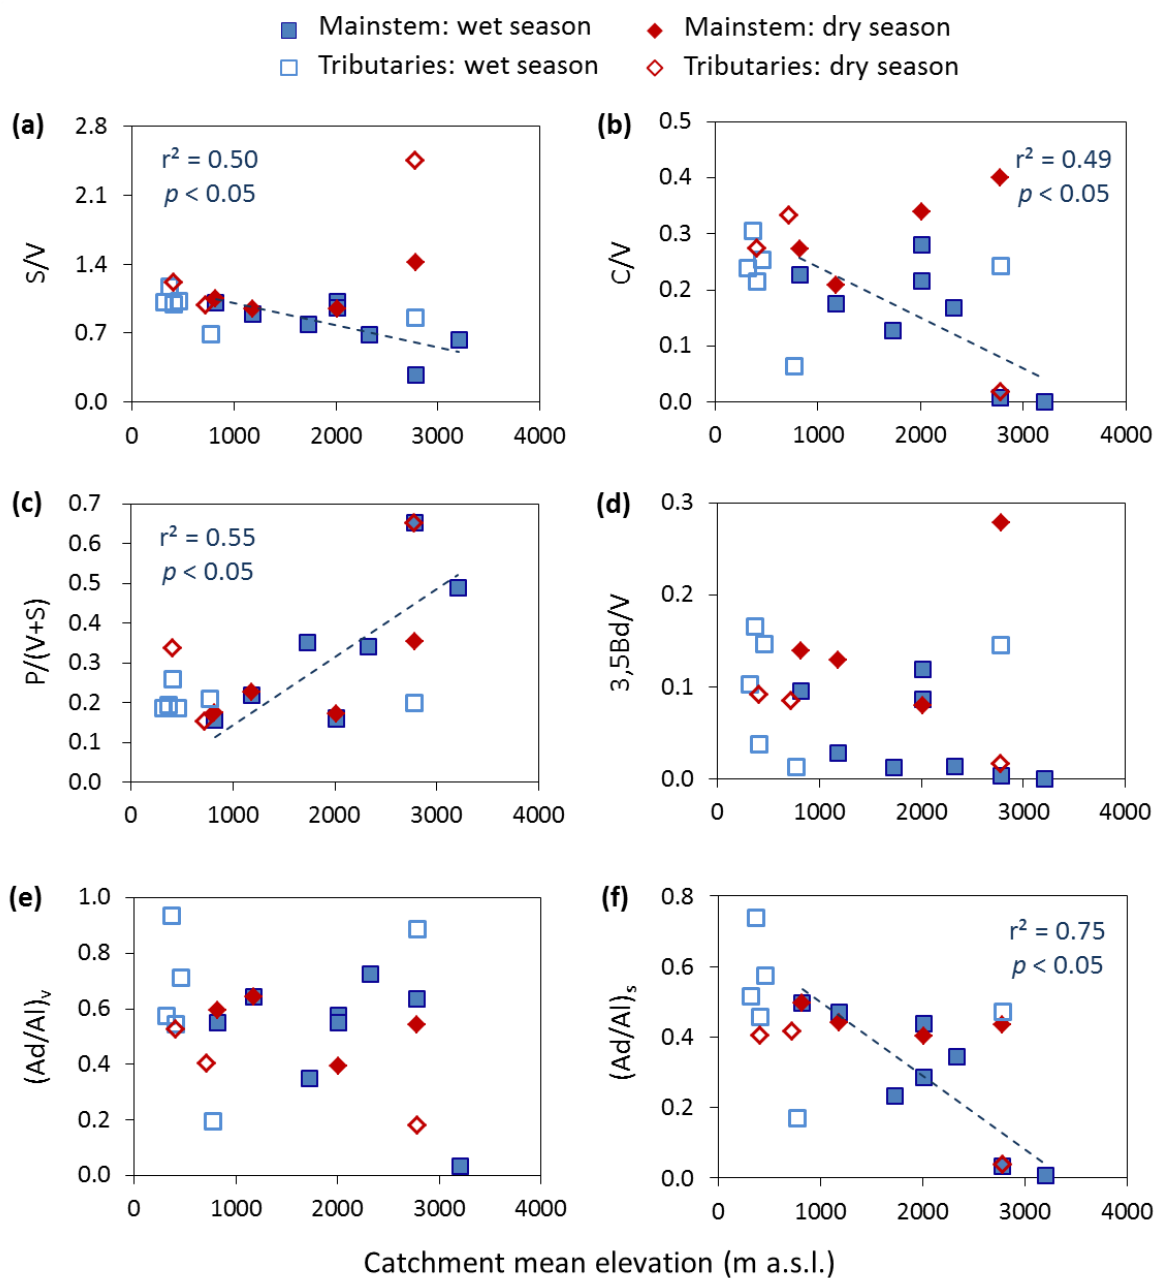 Mainstem: wet season
Mainstem: dry season
Tributaries: wet season
Tributaries: dry season
(a)
2.8
2.1
1.4
0.7
0.0
S/V
r² = 0.50
p < 0.05
0 1000 2000 3000 4000
(b)
0.5
0.4
0.3
0.2
0.1
0.0
C/V
r² = 0.49
p < 0.05
0 1000 2000 3000 4000
(c)
0.7
0.6
0.5
0.4
0.3
0.2
0.1
0.0
P/(V+S)
r² = 0.55
p < 0.05
0 1000 2000 3000 4000
(d)
0.3
0.2
0.1
0.0
3,5Bd/V
0 1000 2000 3000 4000
(e)
1.0
0.8
0.6
0.4
0.2
0.0
(Ad/Al)v
0 1000 2000 3000 4000
(f)
0.8
0.6
0.4
0.2
0.0
(Ad/Al)s
r² = 0.75
p < 0.05
0 1000 2000 3000 4000
Catchment mean elevation (m a.s.l.)